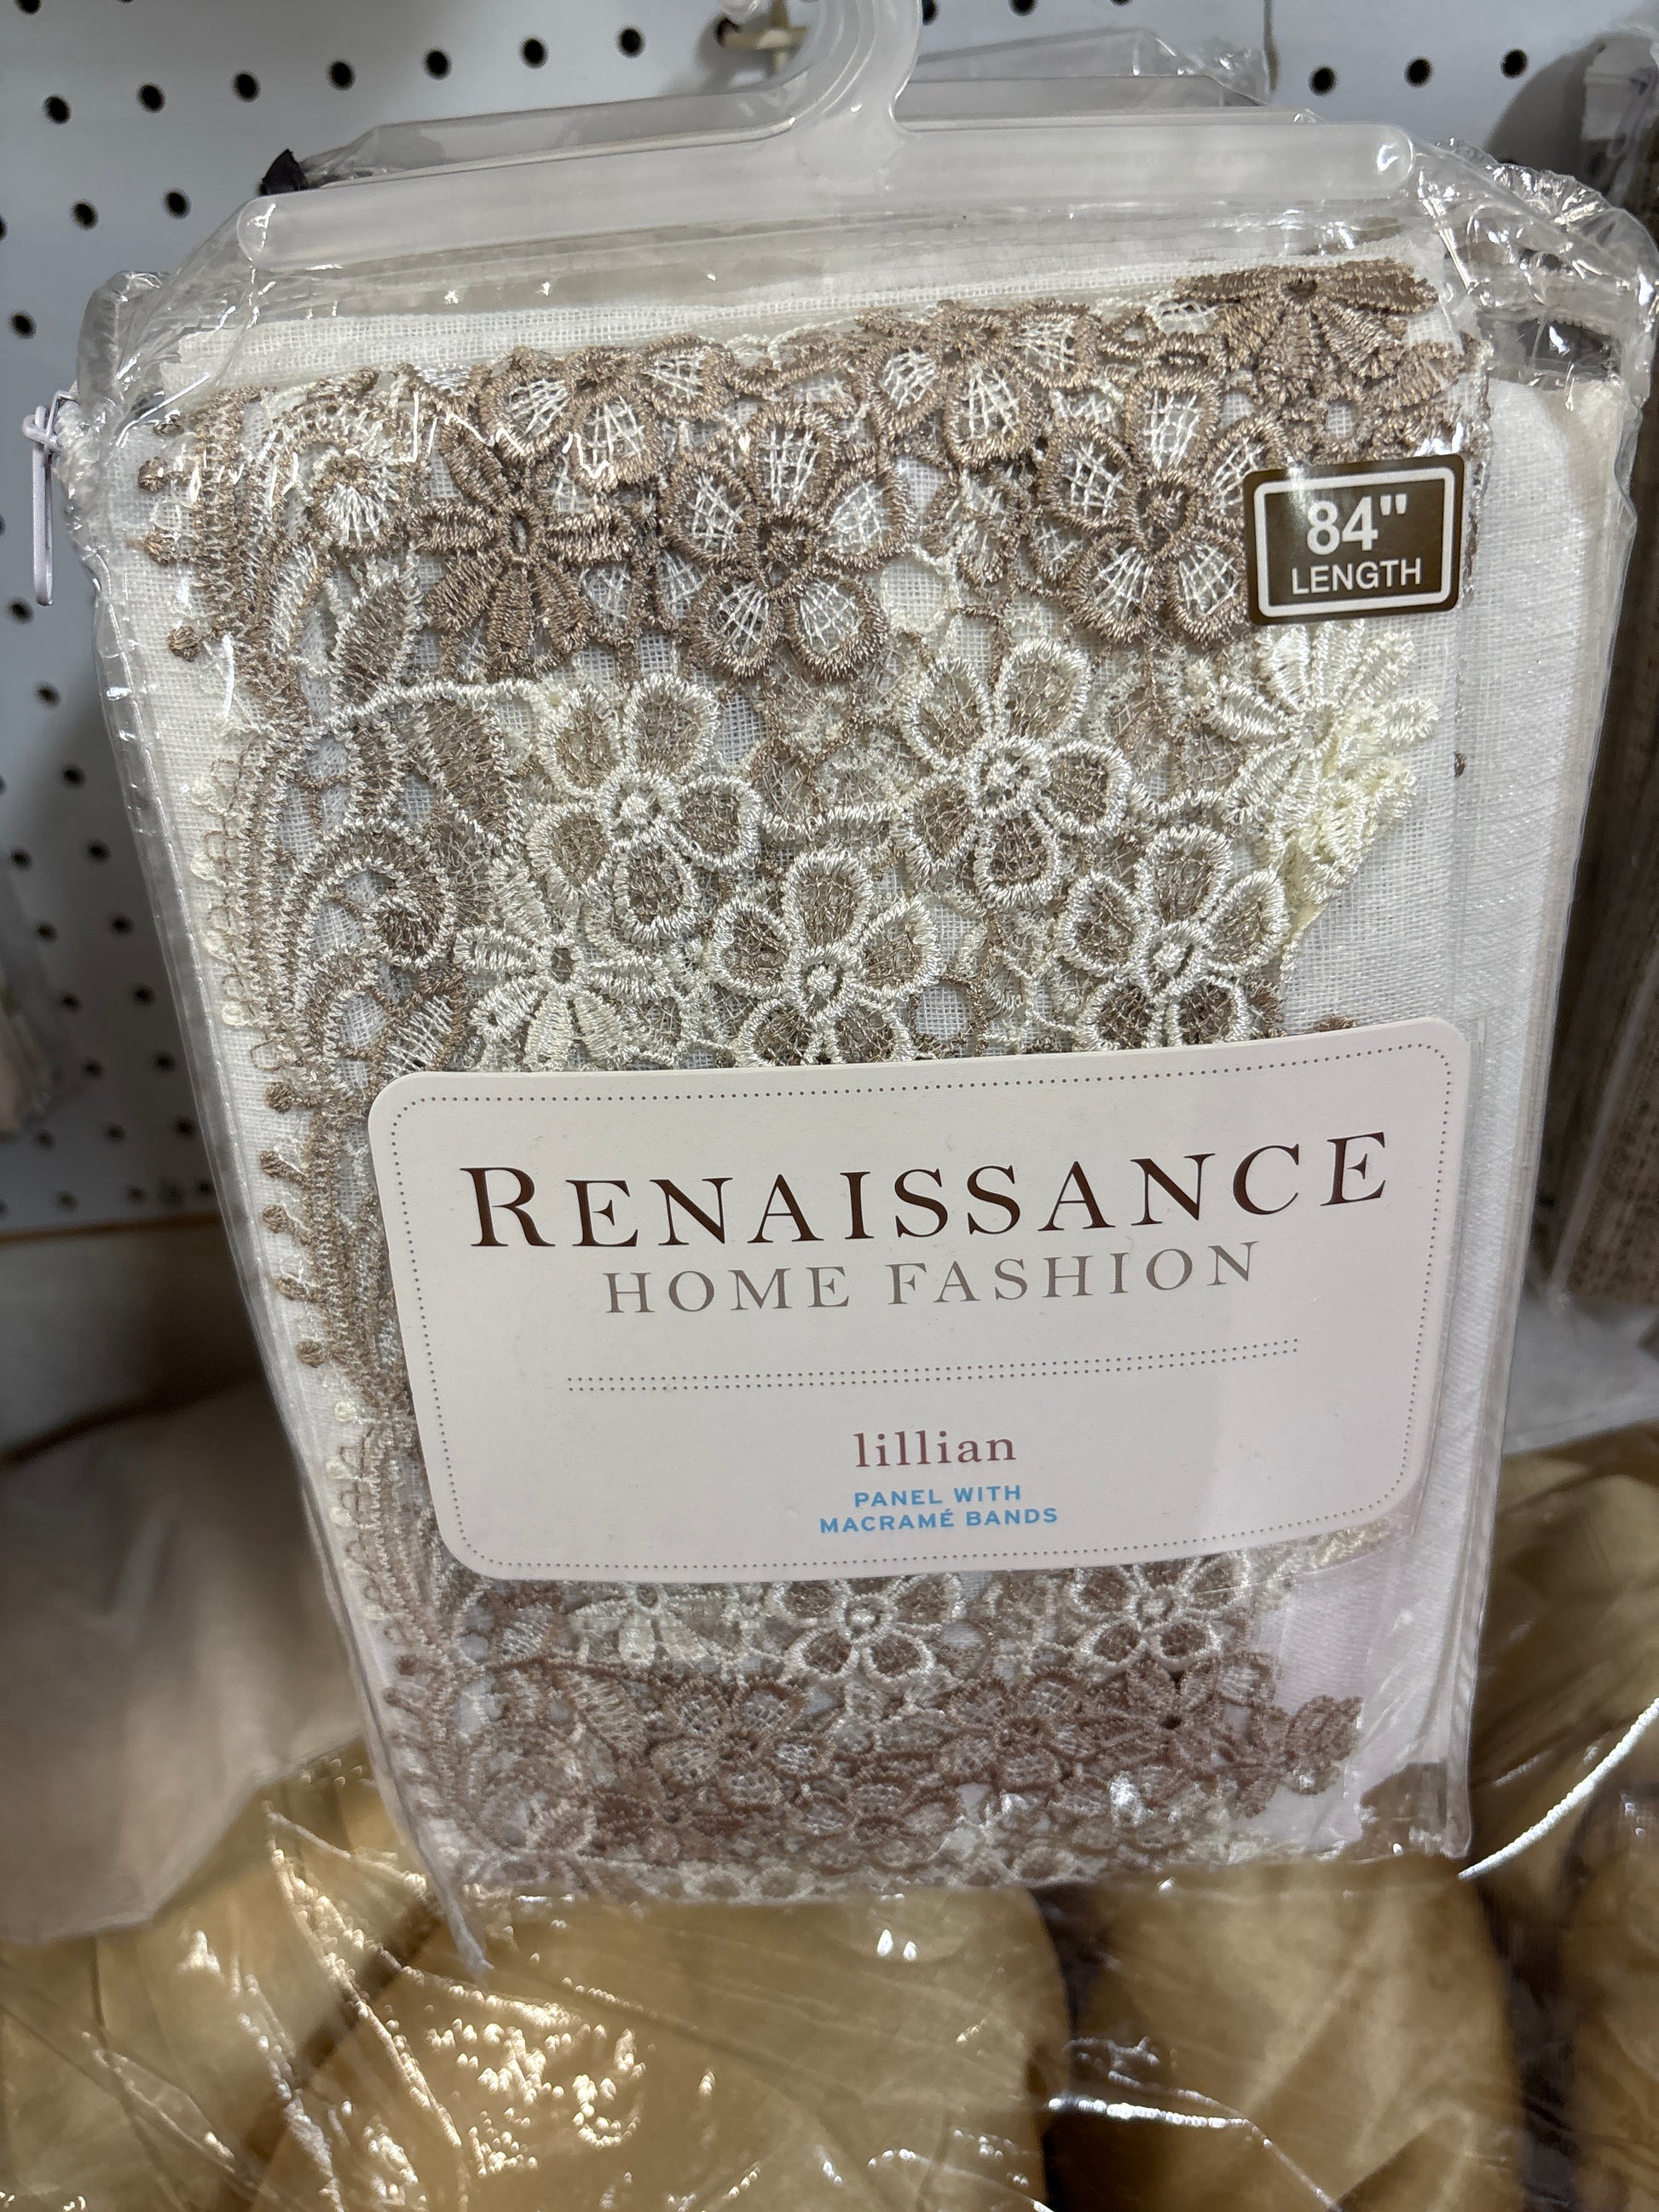 84"
LENGTH
RENAISSANCE
HOME FASHION
lillian
PANEL WITH
MACRAMÉ BANDS